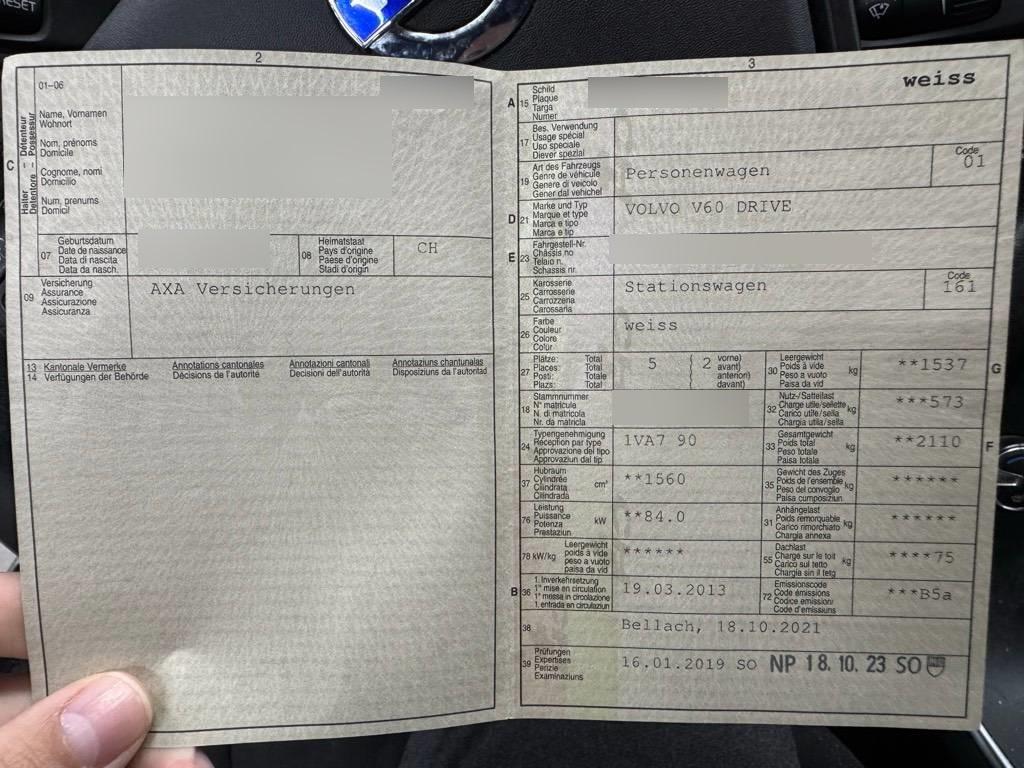 RESET
2
01–06
Name, Vornamen
Wohnort
Nom, prénoms
Domicile
Cognome, nomi
Domicilio
Num, prenums
Domicil
C
Halter – Détenteur
Detentore – Possessur
07
Geburtsdatum
Date de naissance
Data di nascita
Data da nasch.
08
Heimatstaat
Pays d'origine
Paese d'origine
Stadi d'origin
CH
09
Versicherung
Assurance
Assicurazione
Assicuranza
AXA Versicherungen
13 Kantonale Vermerke Annotations cantonales Annotazioni cantonali Annotaziuns chantunalas
14 Verfügungen der Behörde Décisions de l'autorité Decisioni dell'autorità Disposiziuns da l'autoritad
3
weiss
A 15
Schild
Plaque
Targa
Numer
17
Bes. Verwendung
Usage spécial
Uso speciale
Diever spezial
19
Art des Fahrzeugs
Genre de véhicule
Genere di veicolo
Gener dal vehichel
Personenwagen
Code
01
D 21
Marke und Typ
Marque et type
Marca e tipo
Marca e tip
VOLVO V60 DRIVE
E 23
Fahrgestell-Nr.
Châssis no
Telaio n.
Schassis nr.
25
Karosserie
Carrosserie
Carrozzeria
Carossaria
Stationswagen
Code
161
26
Farbe
Couleur
Colore
Colur
weiss
27
Plätze: Total
Places: Total
Posti: Totale
Plazs: Total
5 ( 2 vorne)
avant)
anteriori)
davant)
30
Leergewicht
Poids à vide
Peso a vuoto
Paisa da vid
kg
**1537
G
18
Stammnummer
N° matricule
N. di matricola
Nr. da matricla
32
Nutz-/Sattellast
Charge utile/sellette
Carico utile/sella
Chargia utila/sella
kg
***573
24
Typengenehmigung
Réception par type
Approvazione del tipo
Approvaziun dal tip
1VA7 90
33
Gesamtgewicht
Poids total
Peso totale
Paisa totala
kg
**2110
F
37
Hubraum
Cylindrée
Cilindrata
Cilindrada
cm³
**1560
35
Gewicht des Zuges
Poids de l'ensemble
Peso del convoglio
Paisa cumposiziun
kg
******
76
Leistung
Puissance
Potenza
Prestaziun
kW
**84.0
31
Anhängelast
Poids remorquable
Carico rimorchiato
Chargia annexa
kg
******
78 kW/kg
Leergewicht
poids à vide
peso a vuoto
paisa da vid
******
55
Dachlast
Charge sur le toit
Carico sul tetto
Chargia sin il tetg
kg
****75
B 36
1. Inverkehrsetzung
1re mise en circulation
1a messa in circolazione
1. entrada en circulaziun
19.03.2013
72
Emissionscode
Code émissions
Codice emissioni
Code d'emissiuns
***B5a
38
Bellach, 18.10.2021
39
Prüfungen
Expertises
Perizie
Examinaziuns
16.01.2019 SO NP 18. 10. 23 SO